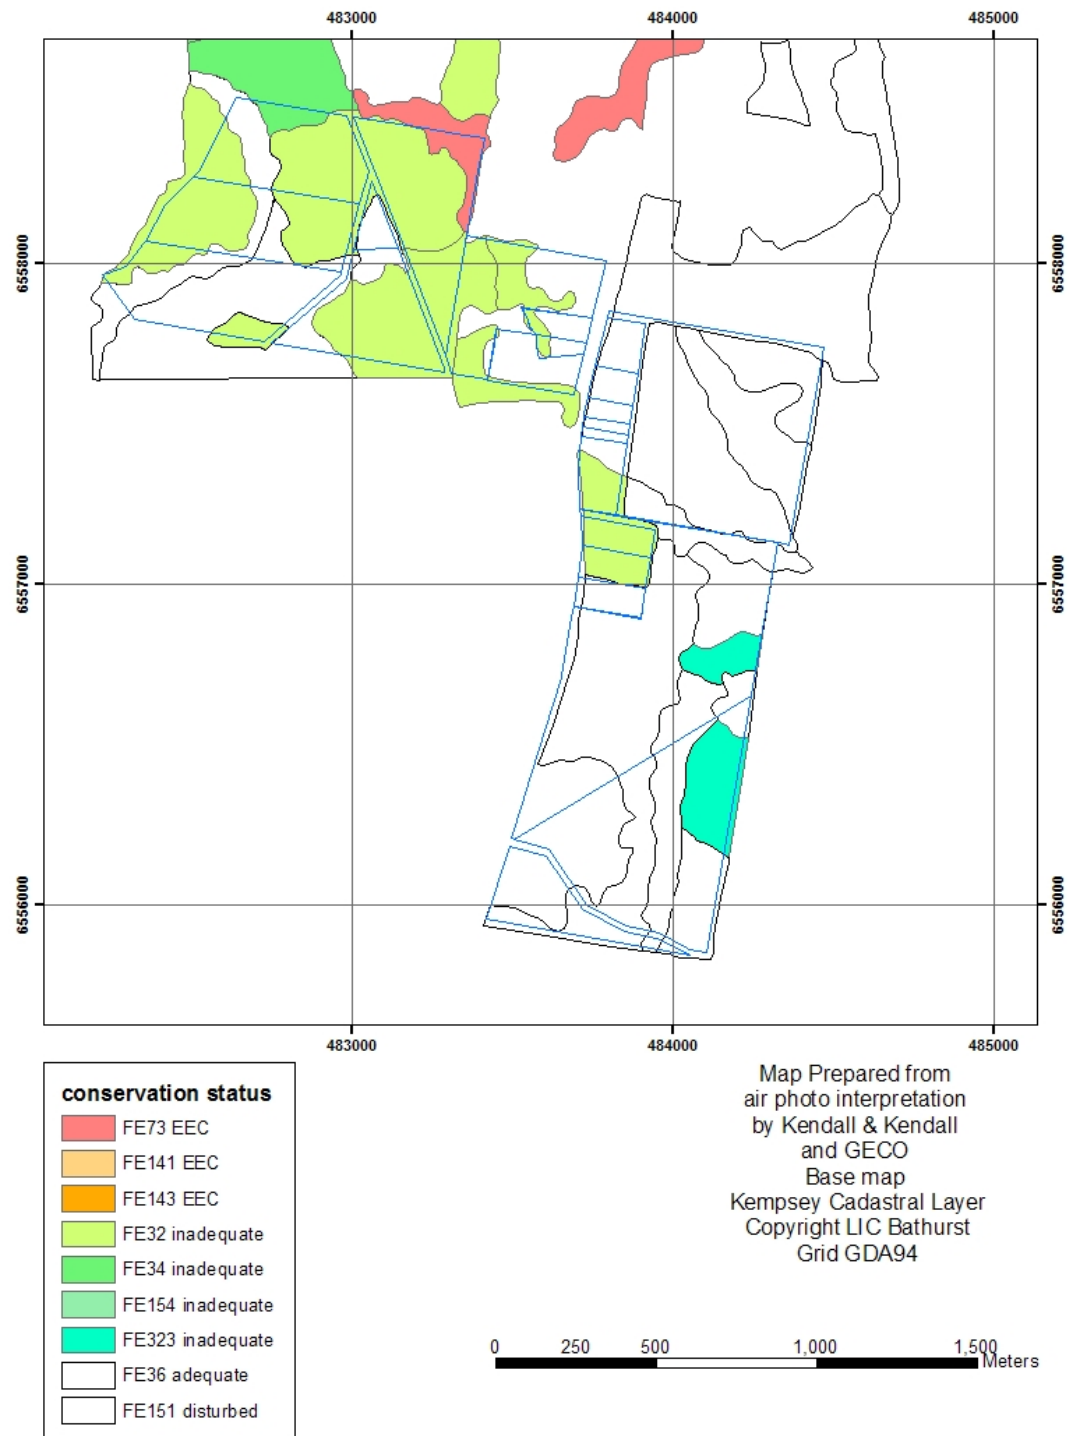 483000
484000
485000
6558000
6558000
6557000
6557000
6556000
6556000
483000
484000
485000
conservation status
FE73 EEC
FE141 EEC
FE143 EEC
FE32 inadequate
FE34 inadequate
FE154 inadequate
FE323 inadequate
FE36 adequate
FE151 disturbed
Map Prepared from
air photo interpretation
by Kendall & Kendall
and GECO
Base map
Kempsey Cadastral Layer
Copyright LIC Bathurst
Grid GDA94
0 250 500 1,000 1,500
Meters